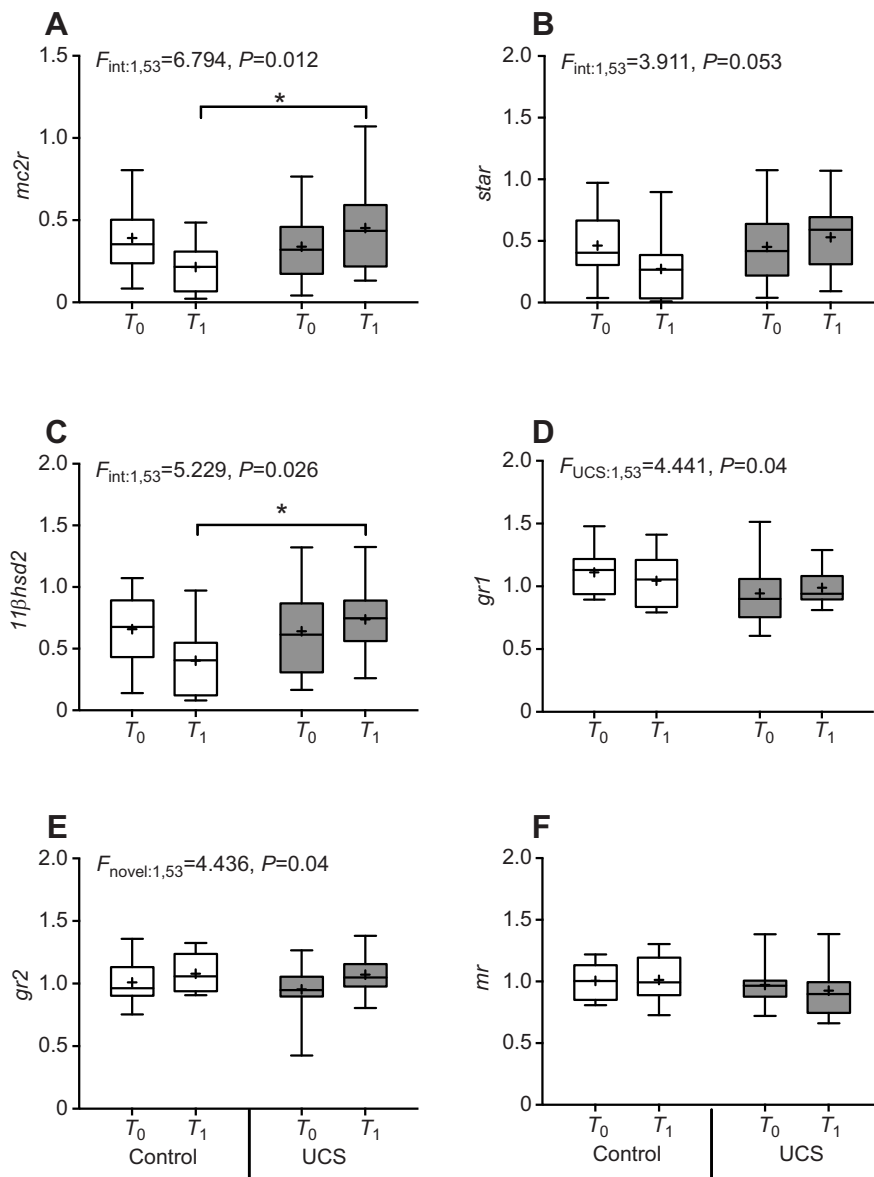 A
F int:1,53=6.794, P=0.012
*
mc2r
1.5
1.0
0.5
0
T0 T1 T0 T1
B
F int:1,53=3.911, P=0.053
star
2.0
1.5
1.0
0.5
0
T0 T1 T0 T1
C
F int:1,53=5.229, P=0.026
*
11βhsd2
2.0
1.5
1.0
0.5
0
T0 T1 T0 T1
D
F UCS:1,53=4.441, P=0.04
gr1
2.0
1.5
1.0
0.5
0
T0 T1 T0 T1
E
F novel:1,53=4.436, P=0.04
gr2
2.0
1.5
1.0
0.5
0
T0 T1 T0 T1
Control UCS
F
mr
2.0
1.5
1.0
0.5
0
T0 T1 T0 T1
Control UCS